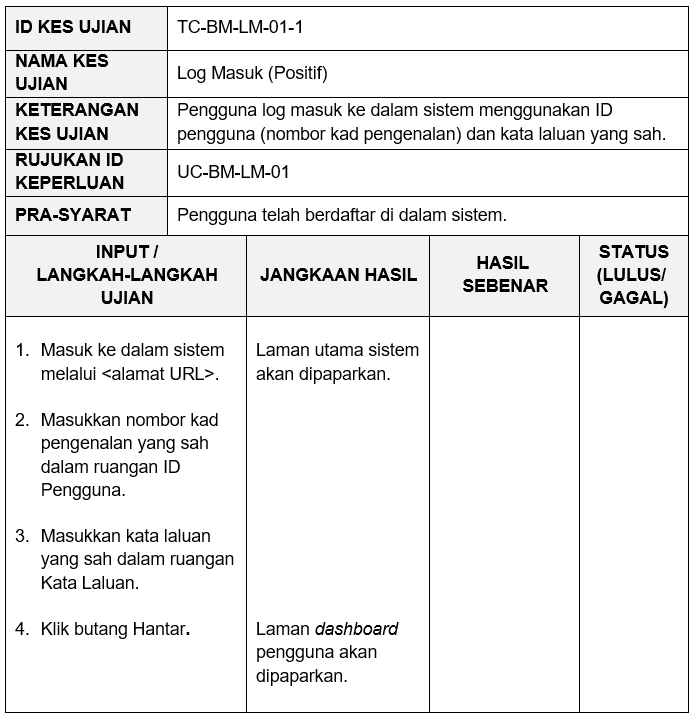 ID KES UJIAN
TC-BM-LM-01-1
NAMA KES
UJIAN
Log Masuk (Positif)
KETERANGAN
KES UJIAN
Pengguna log masuk ke dalam sistem menggunakan ID
pengguna (nombor kad pengenalan) dan kata laluan yang sah.
RUJUKAN ID
KEPERLUAN
UC-BM-LM-01
PRA-SYARAT
Pengguna telah berdaftar di dalam sistem.
INPUT /
LANGKAH-LANGKAH
UJIAN
JANGKAAN HASIL
HASIL
SEBENAR
STATUS
(LULUS/
GAGAL)
1. Masuk ke dalam sistem
melalui <alamat URL>.
Laman utama sistem
akan dipaparkan.
2. Masukkan nombor kad
pengenalan yang sah
dalam ruangan ID
Pengguna.
3. Masukkan kata laluan
yang sah dalam ruangan
Kata Laluan.
4. Klik butang Hantar.
Laman dashboard
pengguna akan
dipaparkan.